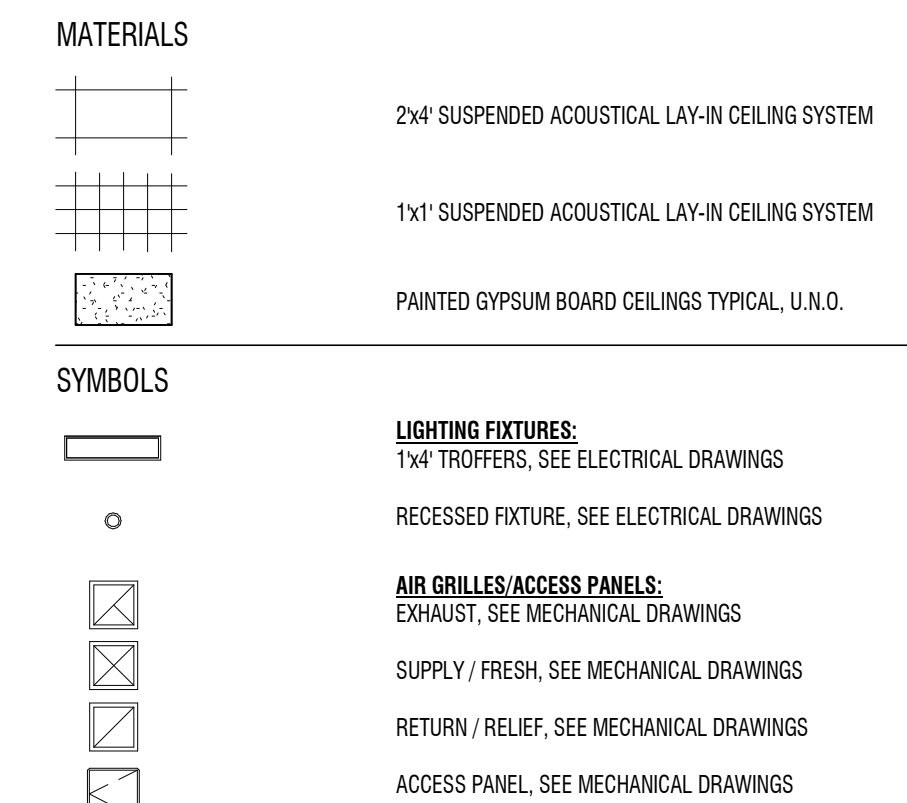 MATERIALS
2'x4' SUSPENDED ACOUSTICAL LAY-IN CEILING SYSTEM
1'x1' SUSPENDED ACOUSTICAL LAY-IN CEILING SYSTEM
PAINTED GYPSUM BOARD CEILINGS TYPICAL, U.N.O.
SYMBOLS
LIGHTING FIXTURES:
1'x4' TROFFERS, SEE ELECTRICAL DRAWINGS
RECESSED FIXTURE, SEE ELECTRICAL DRAWINGS
AIR GRILLES/ACCESS PANELS:
EXHAUST, SEE MECHANICAL DRAWINGS
SUPPLY / FRESH, SEE MECHANICAL DRAWINGS
RETURN / RELIEF, SEE MECHANICAL DRAWINGS
ACCESS PANEL, SEE MECHANICAL DRAWINGS